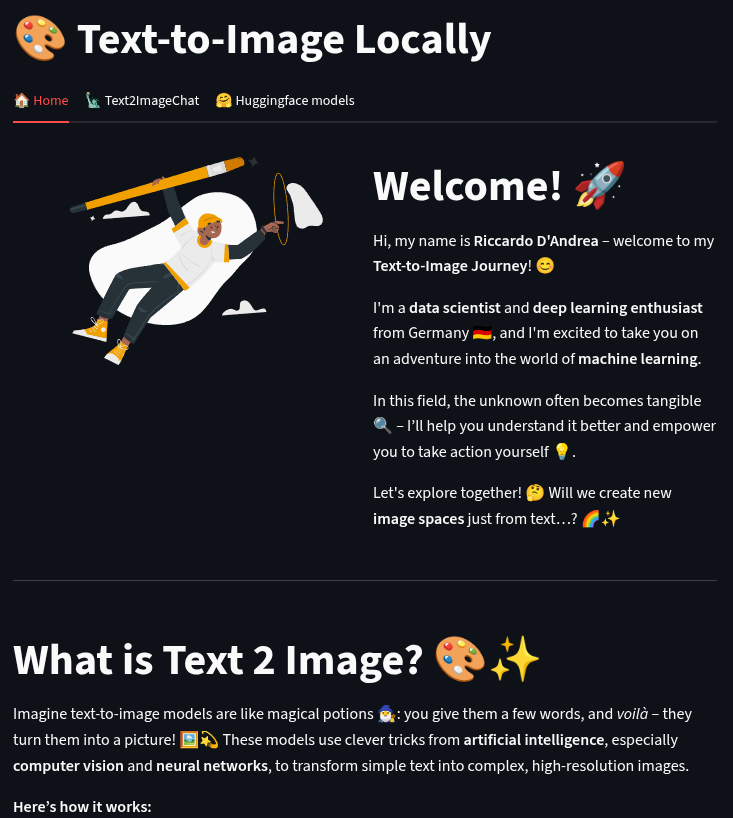 🎨 Text-to-Image Locally
🏠 Home 🗽 Text2ImageChat 🤗 Huggingface models
Welcome! 🚀
Hi, my name is Riccardo D'Andrea – welcome to my
Text-to-Image Journey! 😊
I'm a data scientist and deep learning enthusiast
from Germany 🇩🇪, and I'm excited to take you on
an adventure into the world of machine learning.
In this field, the unknown often becomes tangible
🔍 – I’ll help you understand it better and empower
you to take action yourself 💡.
Let's explore together! 🤔 Will we create new
image spaces just from text…? 🌈✨
What is Text 2 Image? 🎨✨
Imagine text-to-image models are like magical potions 🧙‍♂️: you give them a few words, and voilà – they
turn them into a picture! 🖼️💫 These models use clever tricks from artificial intelligence, especially
computer vision and neural networks, to transform simple text into complex, high-resolution images.
Here’s how it works: